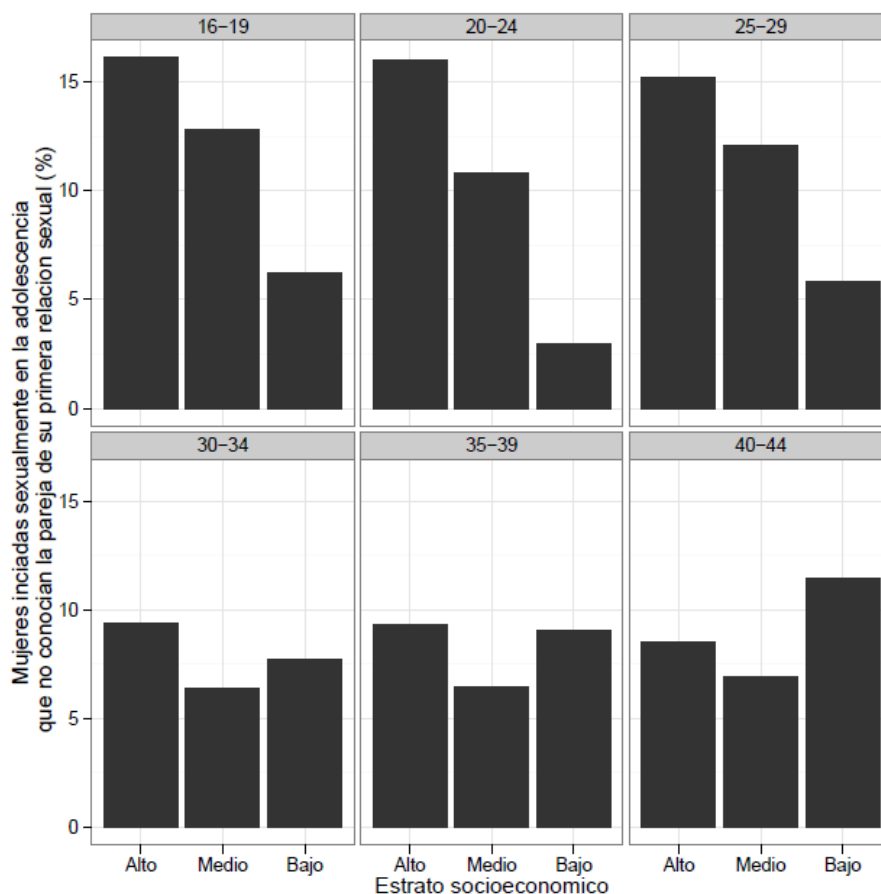 Mujeres inciadas sexualmente en la adolescencia
que no conocian la pareja de su primera relacion sexual (%)
16−19
20−24
25−29
15
10
5
0
30−34
35−39
40−44
15
10
5
0
Alto
Medio
Bajo
Alto
Medio
Bajo
Alto
Medio
Bajo
Estrato socioeconomico